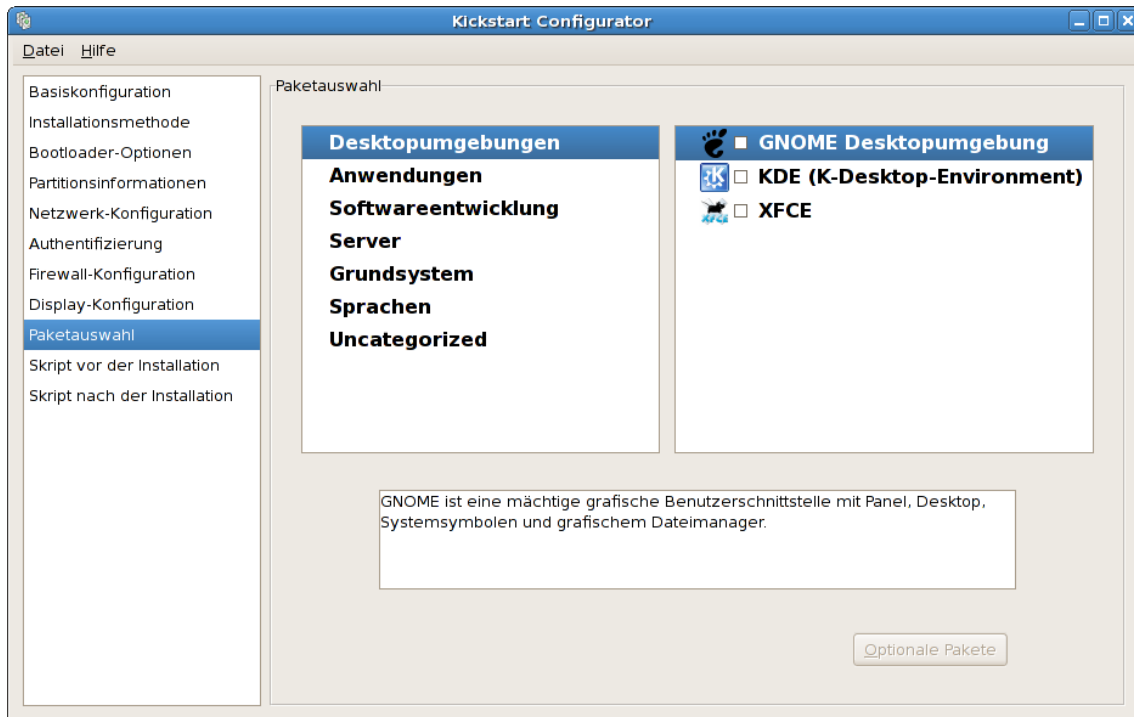 Kickstart Configurator
Datei Hilfe
Basiskonfiguration
Installationsmethode
Bootloader-Optionen
Partitionsinformationen
Netzwerk-Konfiguration
Authentifizierung
Firewall-Konfiguration
Display-Konfiguration
Paketauswahl
Skript vor der Installation
Skript nach der Installation
Paketauswahl
Desktopumgebungen
Anwendungen
Softwareentwicklung
Server
Grundsystem
Sprachen
Uncategorized
GNOME Desktopumgebung
KDE (K-Desktop-Environment)
XFCE XFCE
GNOME ist eine mächtige grafische Benutzerschnittstelle mit Panel, Desktop,
Systemsymbolen und grafischem Dateimanager.
Optionale Pakete